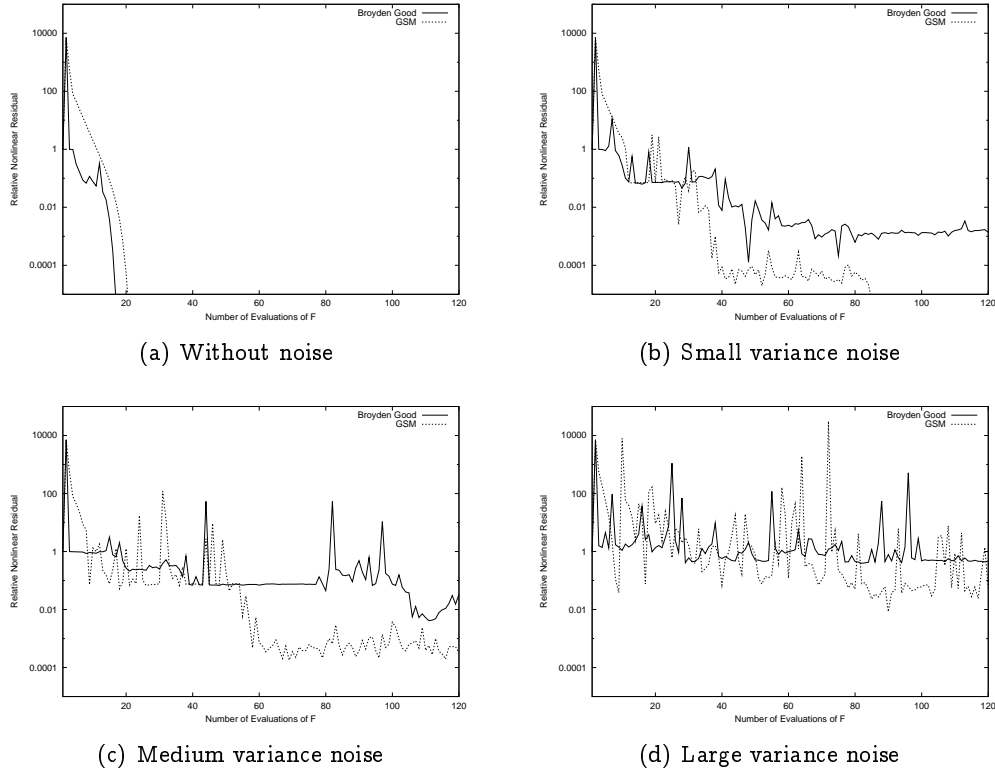 Broyden Good
GSM
10000
100
1
0.01
0.0001
Relative Nonlinear Residual
20 40 60 80 100 120
Number of Evaluations of F
(a) Without noise
Broyden Good
GSM
10000
100
1
0.01
0.0001
Relative Nonlinear Residual
20 40 60 80 100 120
Number of Evaluations of F
(b) Small variance noise
Broyden Good
GSM
10000
100
1
0.01
0.0001
Relative Nonlinear Residual
20 40 60 80 100 120
Number of Evaluations of F
(c) Medium variance noise
Broyden Good
GSM
10000
100
1
0.01
0.0001
Relative Nonlinear Residual
20 40 60 80 100 120
Number of Evaluations of F
(d) Large variance noise